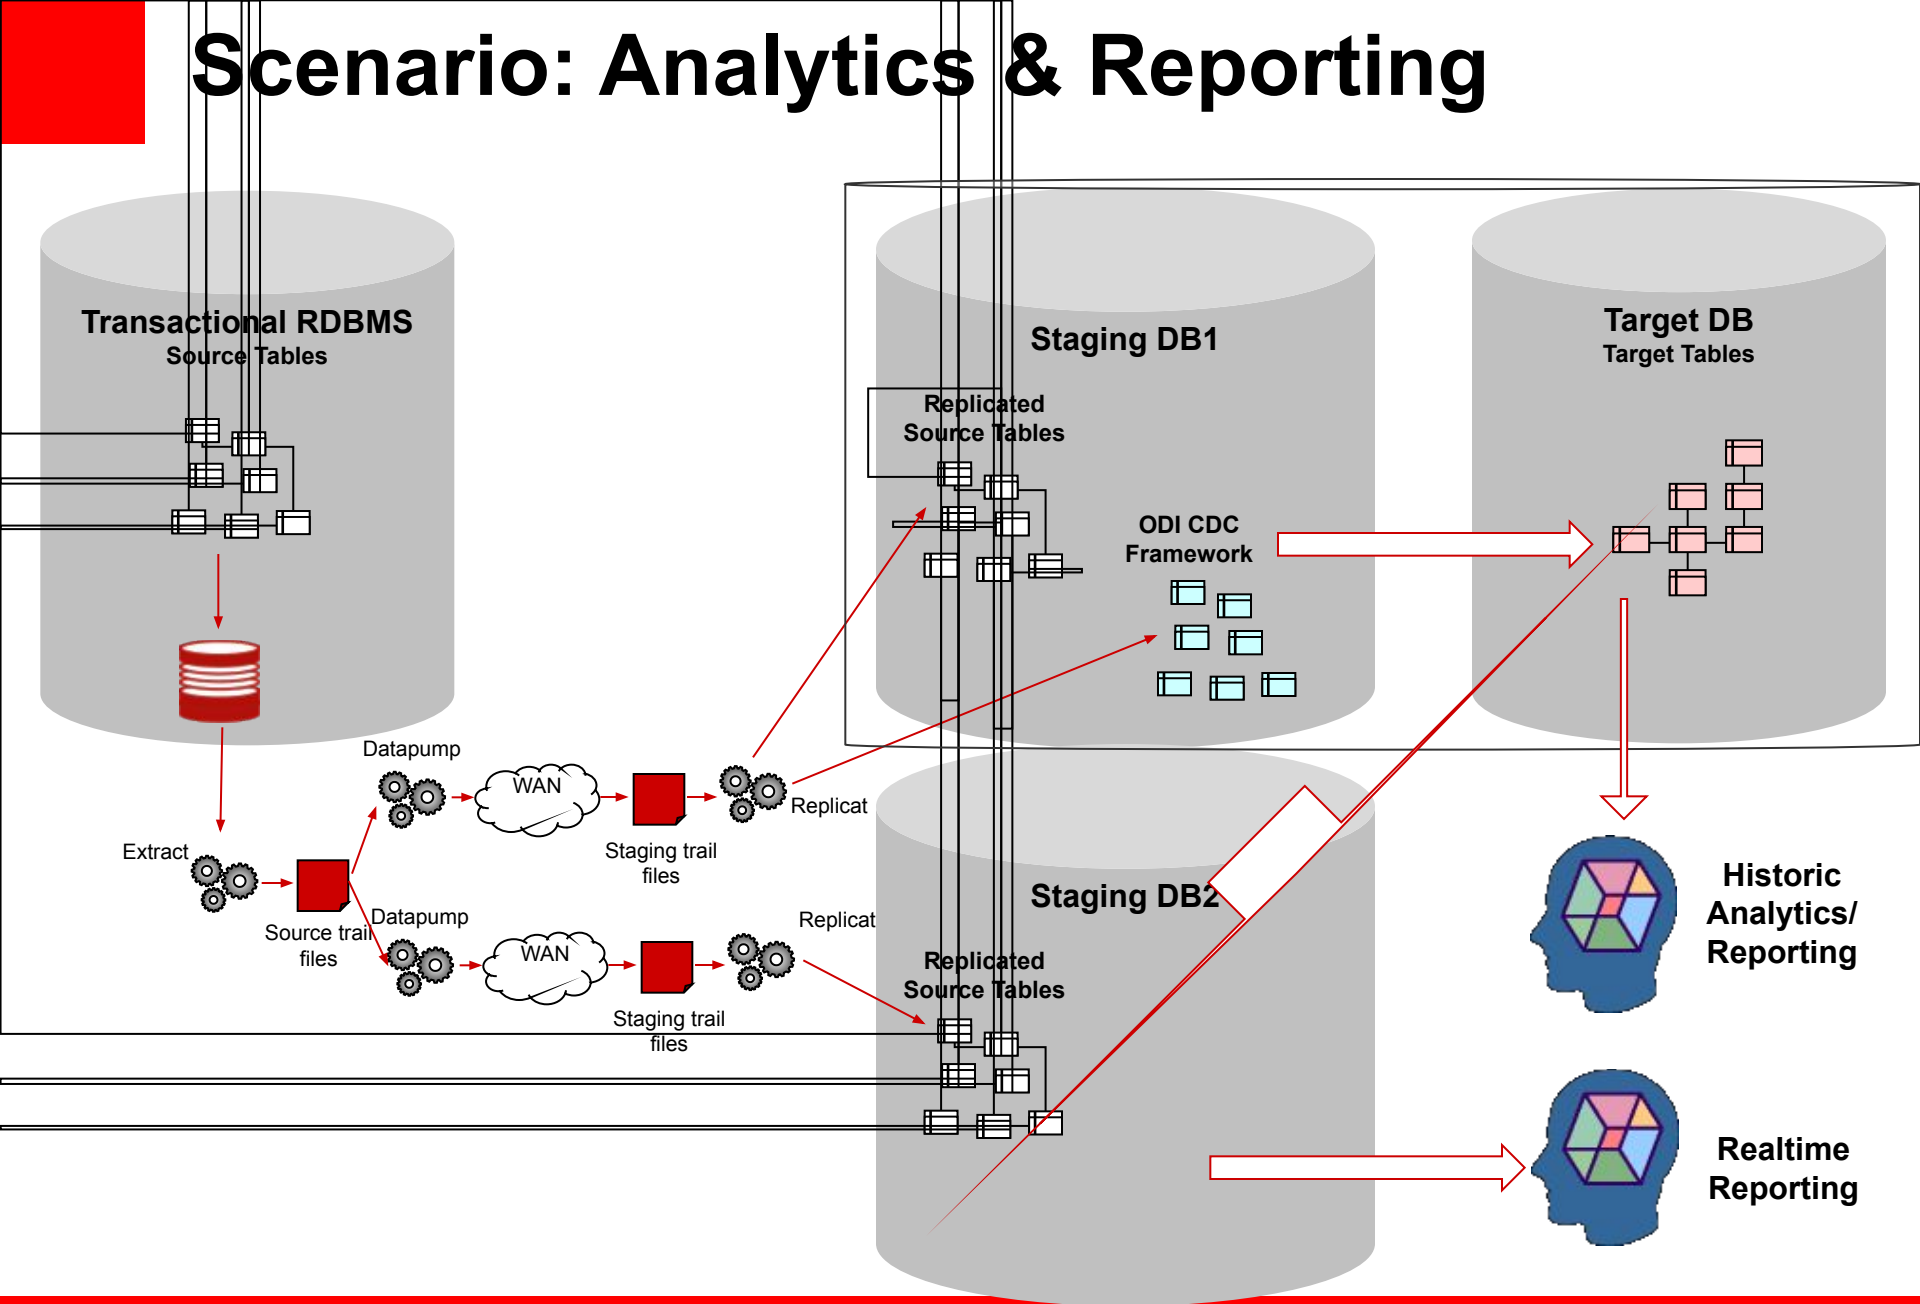 Scenario: Analytics & Reporting
Transactional RDBMS
Source Tables
Staging DB1
Target DB
Target Tables
Replicated
Source Tables
ODI CDC
Framework
Datapump
WAN
Staging trail
files
Replicat
Extract
Source trail
files
Datapump
WAN
Staging trail
files
Replicat
Staging DB2
Replicated
Source Tables
Historic
Analytics/
Reporting
Realtime
Reporting